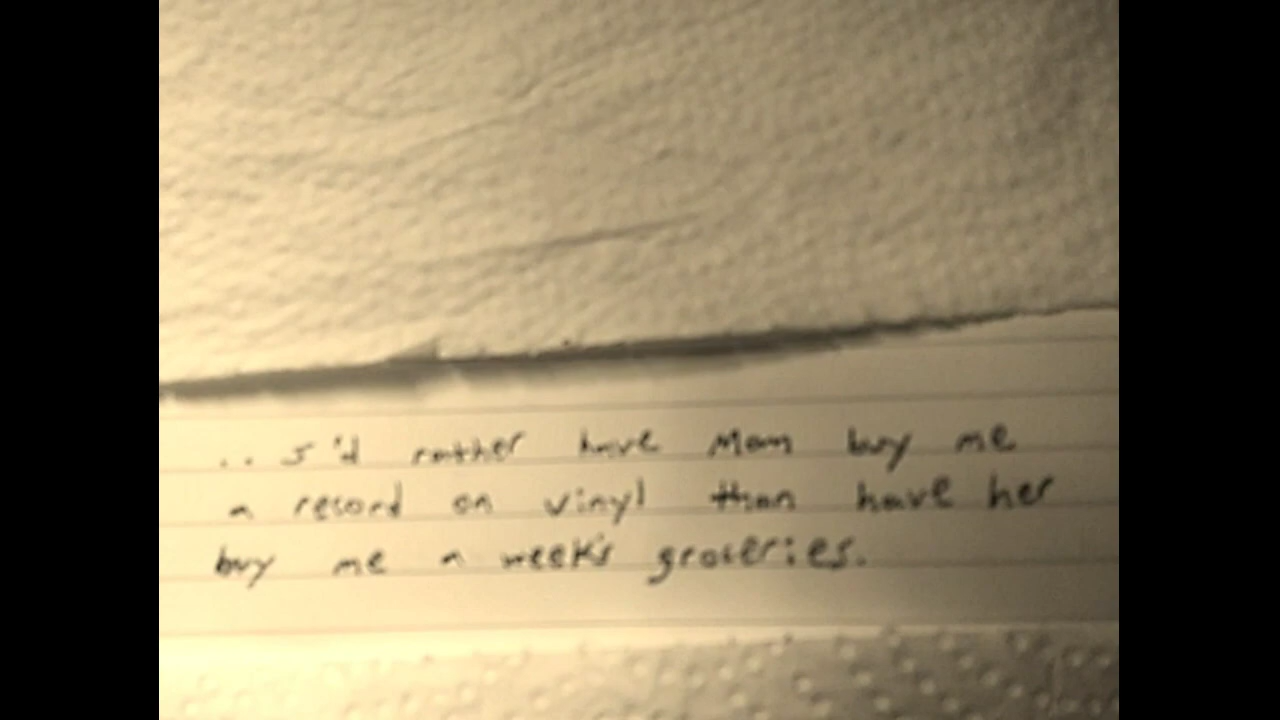 .. I'd rather have Mom buy me
a record on vinyl than have her
buy me a week's groceries.